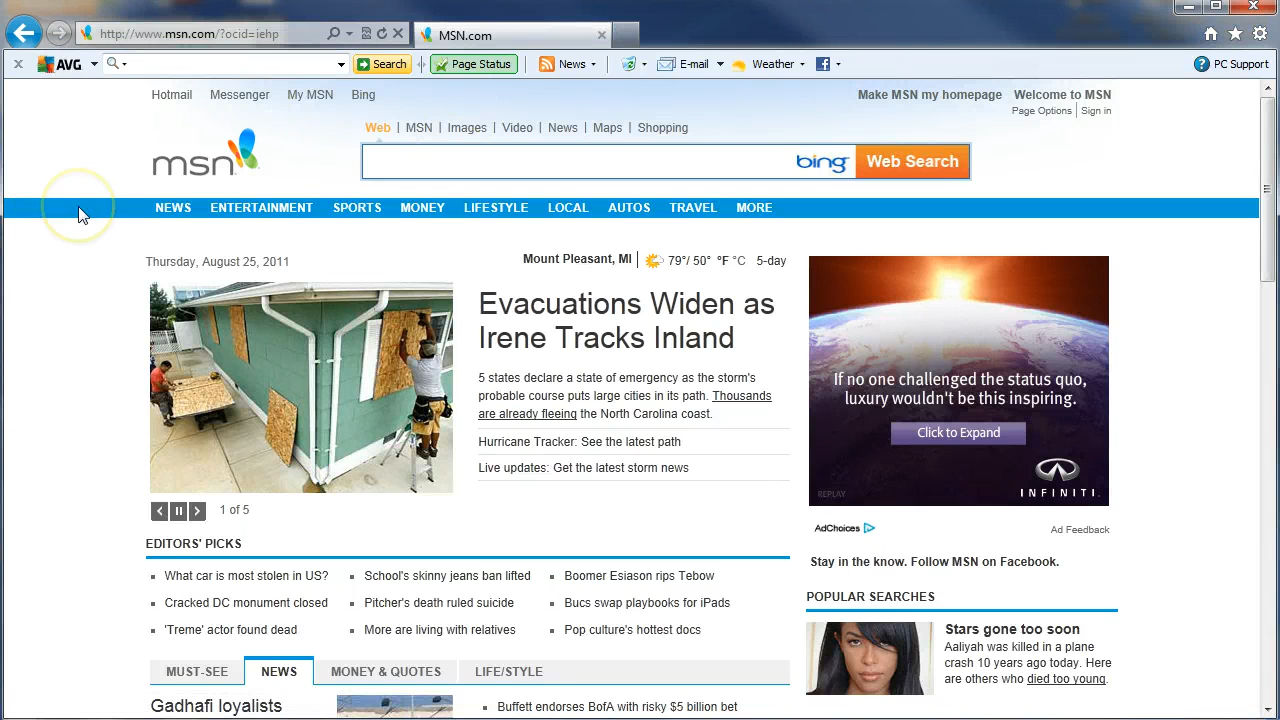 http://www.msn.com/?ocid=iehp
MSN.com
AVG
Search
Page Status
News
E-mail
Weather
PC Support
Hotmail
Messenger
My MSN
Bing
Make MSN my homepage
Welcome to MSN
Page Options
Sign in
Web | MSN | Images | Video | News | Maps | Shopping
msn
bing
Web Search
NEWS
ENTERTAINMENT
SPORTS
MONEY
LIFESTYLE
LOCAL
AUTOS
TRAVEL
MORE
Thursday, August 25, 2011
Mount Pleasant, MI
79°/ 50° °F °C 5-day
Evacuations Widen as
Irene Tracks Inland
5 states declare a state of emergency as the storm's
probable course puts large cities in its path. Thousands
are already fleeing the North Carolina coast.
Hurricane Tracker: See the latest path
Live updates: Get the latest storm news
1 of 5
If no one challenged the status quo,
luxury wouldn't be this inspiring.
Click to Expand
REPLAY
INFINITI
AdChoices
Ad Feedback
EDITORS' PICKS
What car is most stolen in US?
Cracked DC monument closed
'Treme' actor found dead
School's skinny jeans ban lifted
Pitcher's death ruled suicide
More are living with relatives
Boomer Esiason rips Tebow
Bucs swap playbooks for iPads
Pop culture's hottest docs
Stay in the know. Follow MSN on Facebook.
POPULAR SEARCHES
Stars gone too soon
Aaliyah was killed in a plane
crash 10 years ago today. Here
are others who died too young.
MUST-SEE
NEWS
MONEY & QUOTES
LIFE/STYLE
Gadhafi loyalists
Buffett endorses BofA with risky $5 billion bet